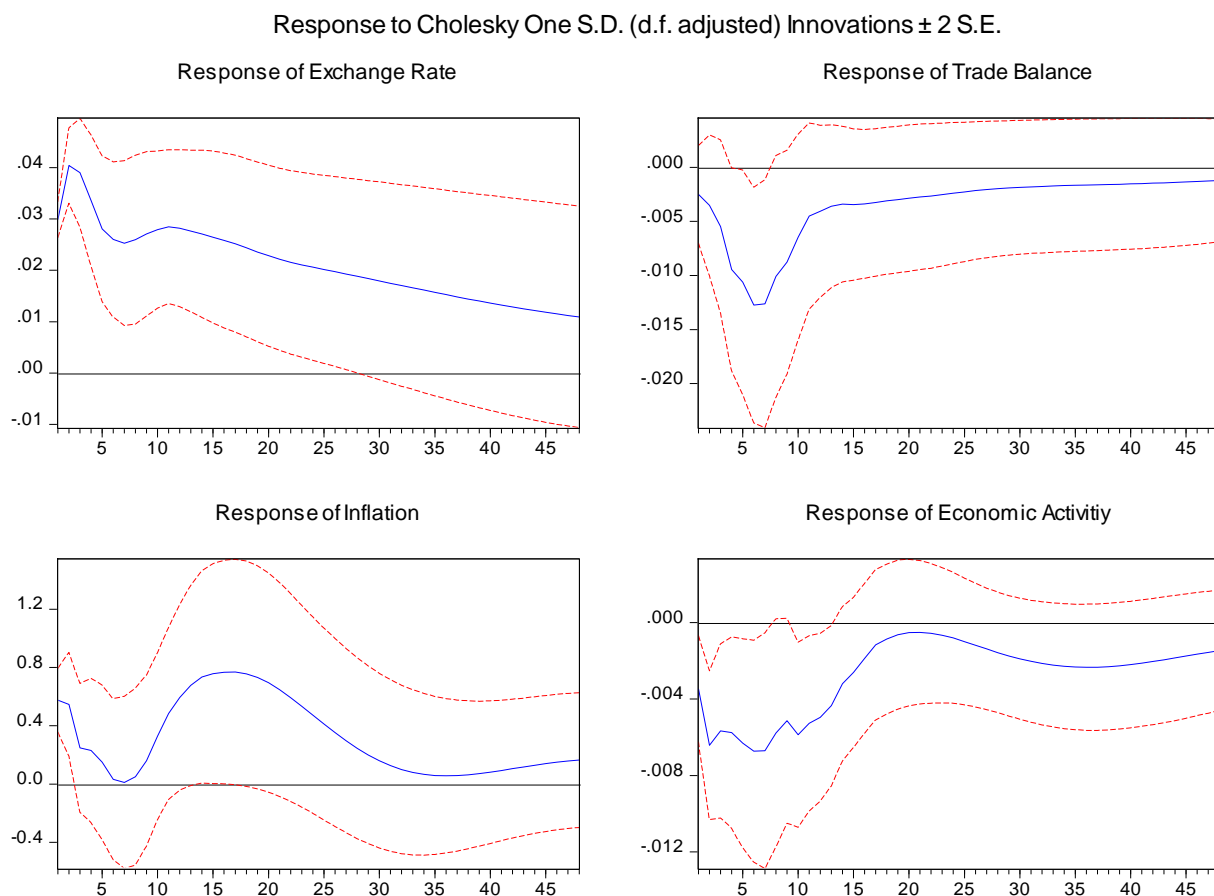 Response to Cholesky One S.D. (d.f. adjusted) Innovations ± 2 S.E.
Response of Exchange Rate
.04
.03
.02
.01
.00
-.01
5 10 15 20 25 30 35 40 45
Response of Trade Balance
.000
-.005
-.010
-.015
-.020
5 10 15 20 25 30 35 40 45
Response of Inflation
1.2
0.8
0.4
0.0
-0.4
5 10 15 20 25 30 35 40 45
Response of Economic Activitiy
.000
-.004
-.008
-.012
5 10 15 20 25 30 35 40 45